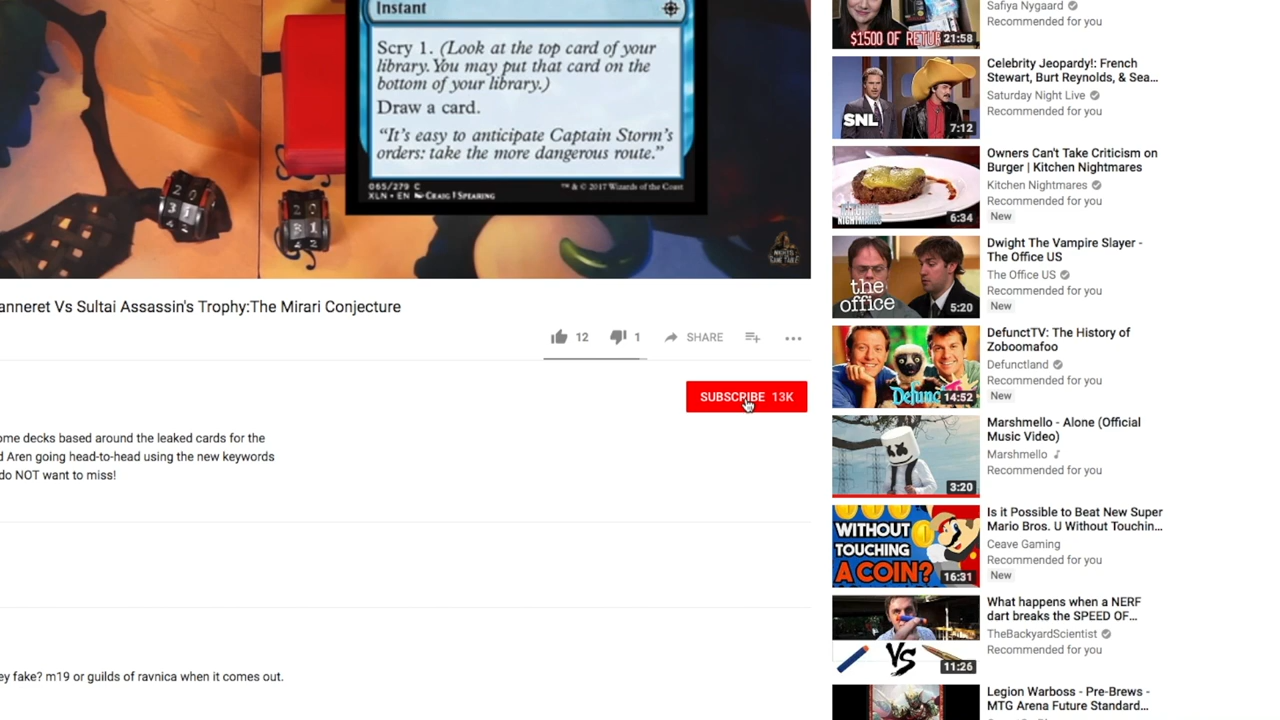 Instant
Scry 1. (Look at the top card of your
library. You may put that card on the
bottom of your library.)
Draw a card.
"It's easy to anticipate Captain Storm's
orders: take the more dangerous route."
065/279 C
XLN • EN CRAIG J SPEARING
™ & © 2017 Wizards of the Coast
anneret Vs Sultai Assassin's Trophy:The Mirari Conjecture
12
1
SHARE
SUBSCRIBE 13K
ome decks based around the leaked cards for the
d Aren going head-to-head using the new keywords
do NOT want to miss!
ey fake? m19 or guilds of ravnica when it comes out.
Safiya Nygaard
Recommended for you
21:58
Celebrity Jeopardy!: French
Stewart, Burt Reynolds, & Sea...
Saturday Night Live
Recommended for you
SNL
7:12
Owners Can't Take Criticism on
Burger | Kitchen Nightmares
Kitchen Nightmares
Recommended for you
New
6:34
Dwight The Vampire Slayer -
The Office US
The Office US
Recommended for you
New
the
office
5:20
DefunctTV: The History of
Zoboomafoo
Defunctland
Recommended for you
New
14:52
Marshmello - Alone (Official
Music Video)
Marshmello
Recommended for you
3:20
Is it Possible to Beat New Super
Mario Bros. U Without Touchin...
Ceave Gaming
Recommended for you
New
WITHOUT
TOUCHING
A COIN?
16:31
What happens when a NERF
dart breaks the SPEED OF...
TheBackyardScientist
Recommended for you
VS
11:26
Legion Warboss - Pre-Brews -
MTG Arena Future Standard...